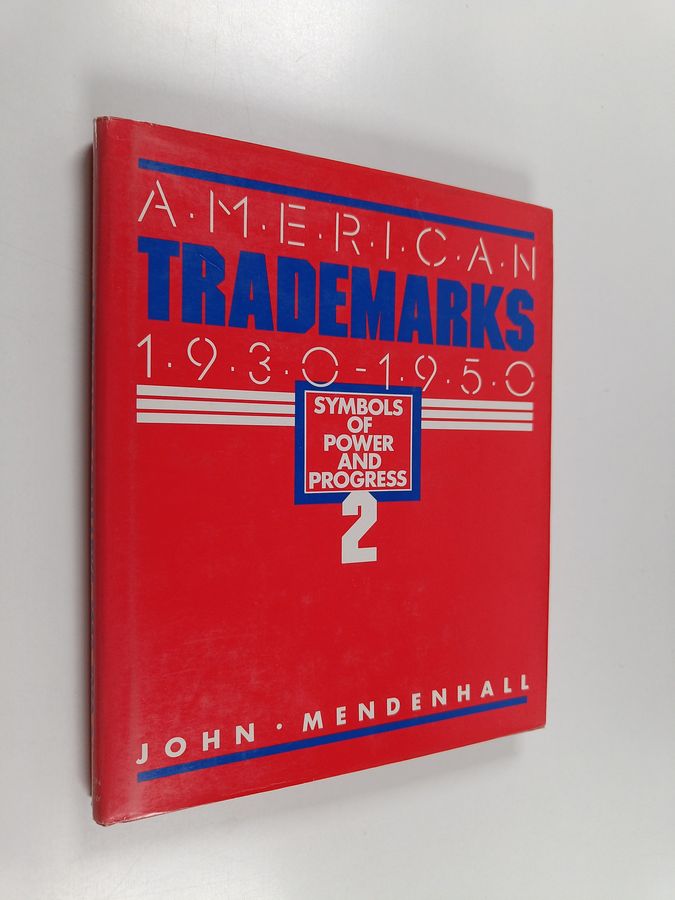 A·M·E·R·I·C·A·N
TRADEMARKS
1·9·3·0-1·9·5·0
SYMBOLS
OF
POWER
AND
PROGRESS
2
JOHN · MENDENHALL